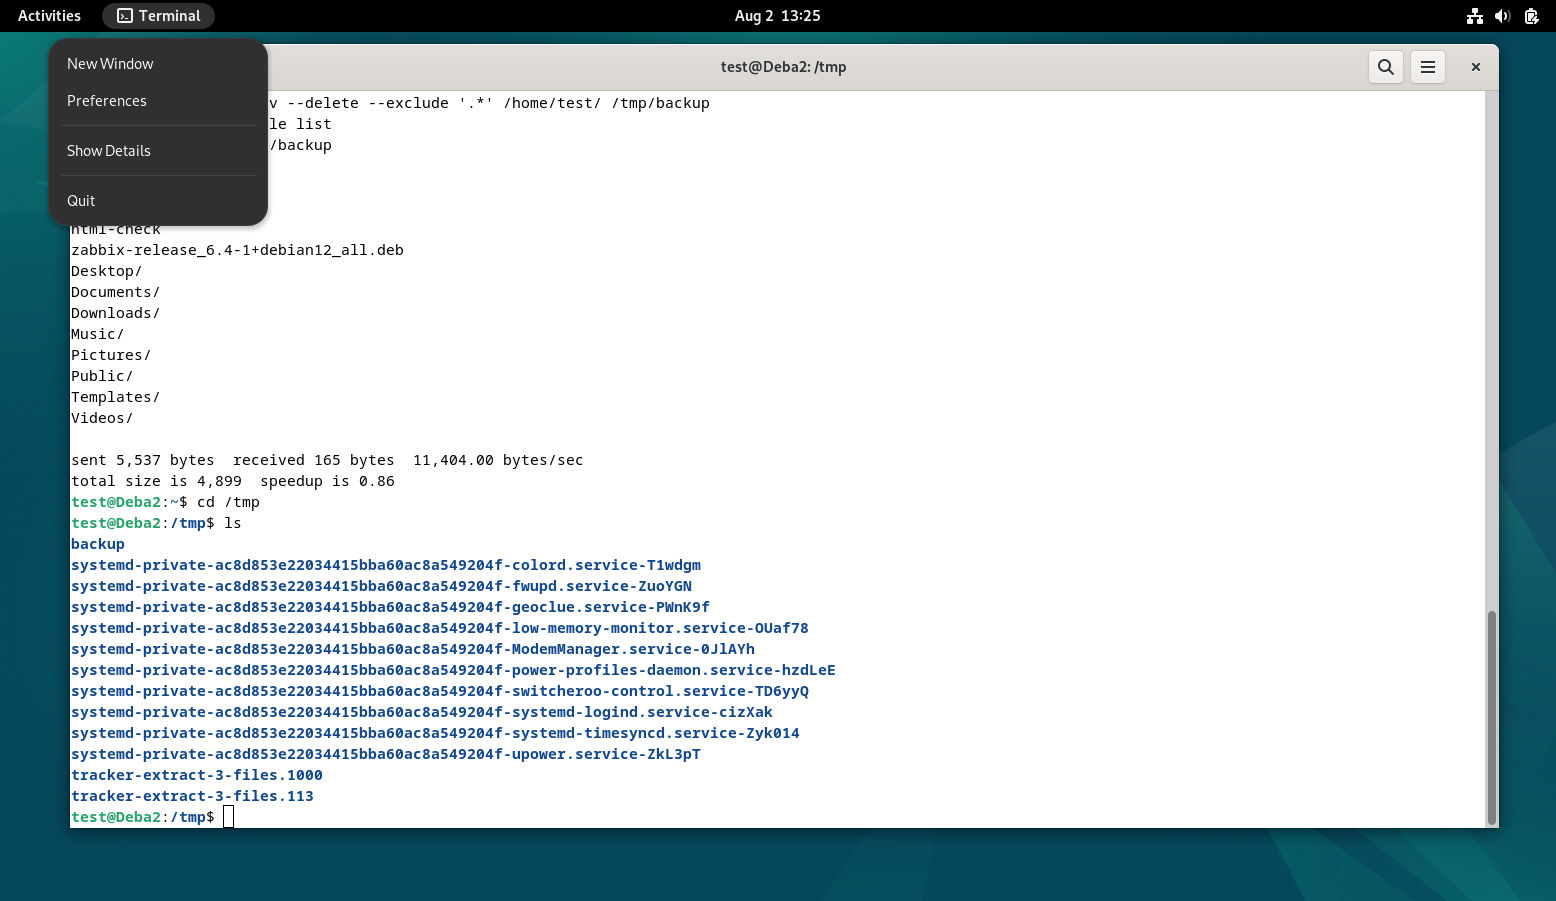 Activities Terminal Aug 2 13:25
New Window
Preferences
Show Details
Quit
test@Deba2: /tmp
v --delete --exclude '.*' /home/test/ /tmp/backup
le list
/backup
html-check
zabbix-release_6.4-1+debian12_all.deb
Desktop/
Documents/
Downloads/
Music/
Pictures/
Public/
Templates/
Videos/
sent 5,537 bytes  received 165 bytes  11,404.00 bytes/sec
total size is 4,899  speedup is 0.86
test@Deba2:~$ cd /tmp
test@Deba2:/tmp$ ls
backup
systemd-private-ac8d853e22034415bba60ac8a549204f-colord.service-T1wdgm
systemd-private-ac8d853e22034415bba60ac8a549204f-fwupd.service-ZuoYGN
systemd-private-ac8d853e22034415bba60ac8a549204f-geoclue.service-PWnK9f
systemd-private-ac8d853e22034415bba60ac8a549204f-low-memory-monitor.service-OUaf78
systemd-private-ac8d853e22034415bba60ac8a549204f-ModemManager.service-0JlAYh
systemd-private-ac8d853e22034415bba60ac8a549204f-power-profiles-daemon.service-hzdLeE
systemd-private-ac8d853e22034415bba60ac8a549204f-switcheroo-control.service-TD6yyQ
systemd-private-ac8d853e22034415bba60ac8a549204f-systemd-logind.service-cizXak
systemd-private-ac8d853e22034415bba60ac8a549204f-systemd-timesyncd.service-Zyk014
systemd-private-ac8d853e22034415bba60ac8a549204f-upower.service-ZkL3pT
tracker-extract-3-files.1000
tracker-extract-3-files.113
test@Deba2:/tmp$